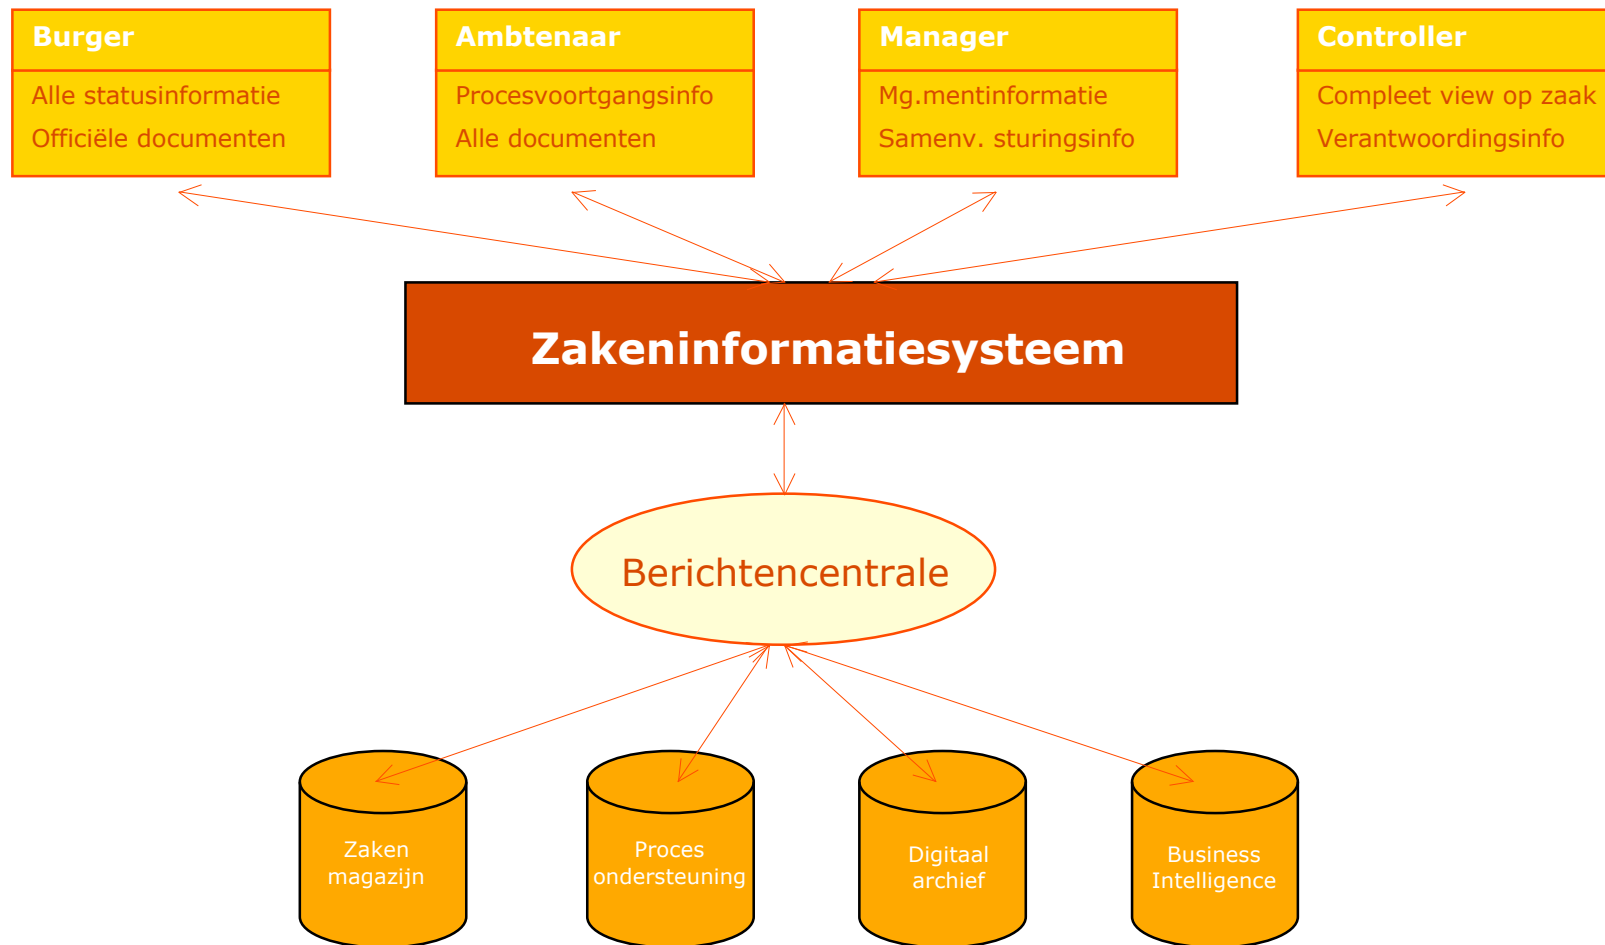 Burger
Alle statusinformatie
Officiële documenten
Ambtenaar
Procesvoortgangsinfo
Alle documenten
Manager
Mg.mentinformatie
Samenv. sturingsinfo
Controller
Compleet view op zaak
Verantwoordingsinfo
Zakeninformatiesysteem
Berichtencentrale
Zaken
magazijn
Proces
ondersteuning
Digitaal
archief
Business
Intelligence